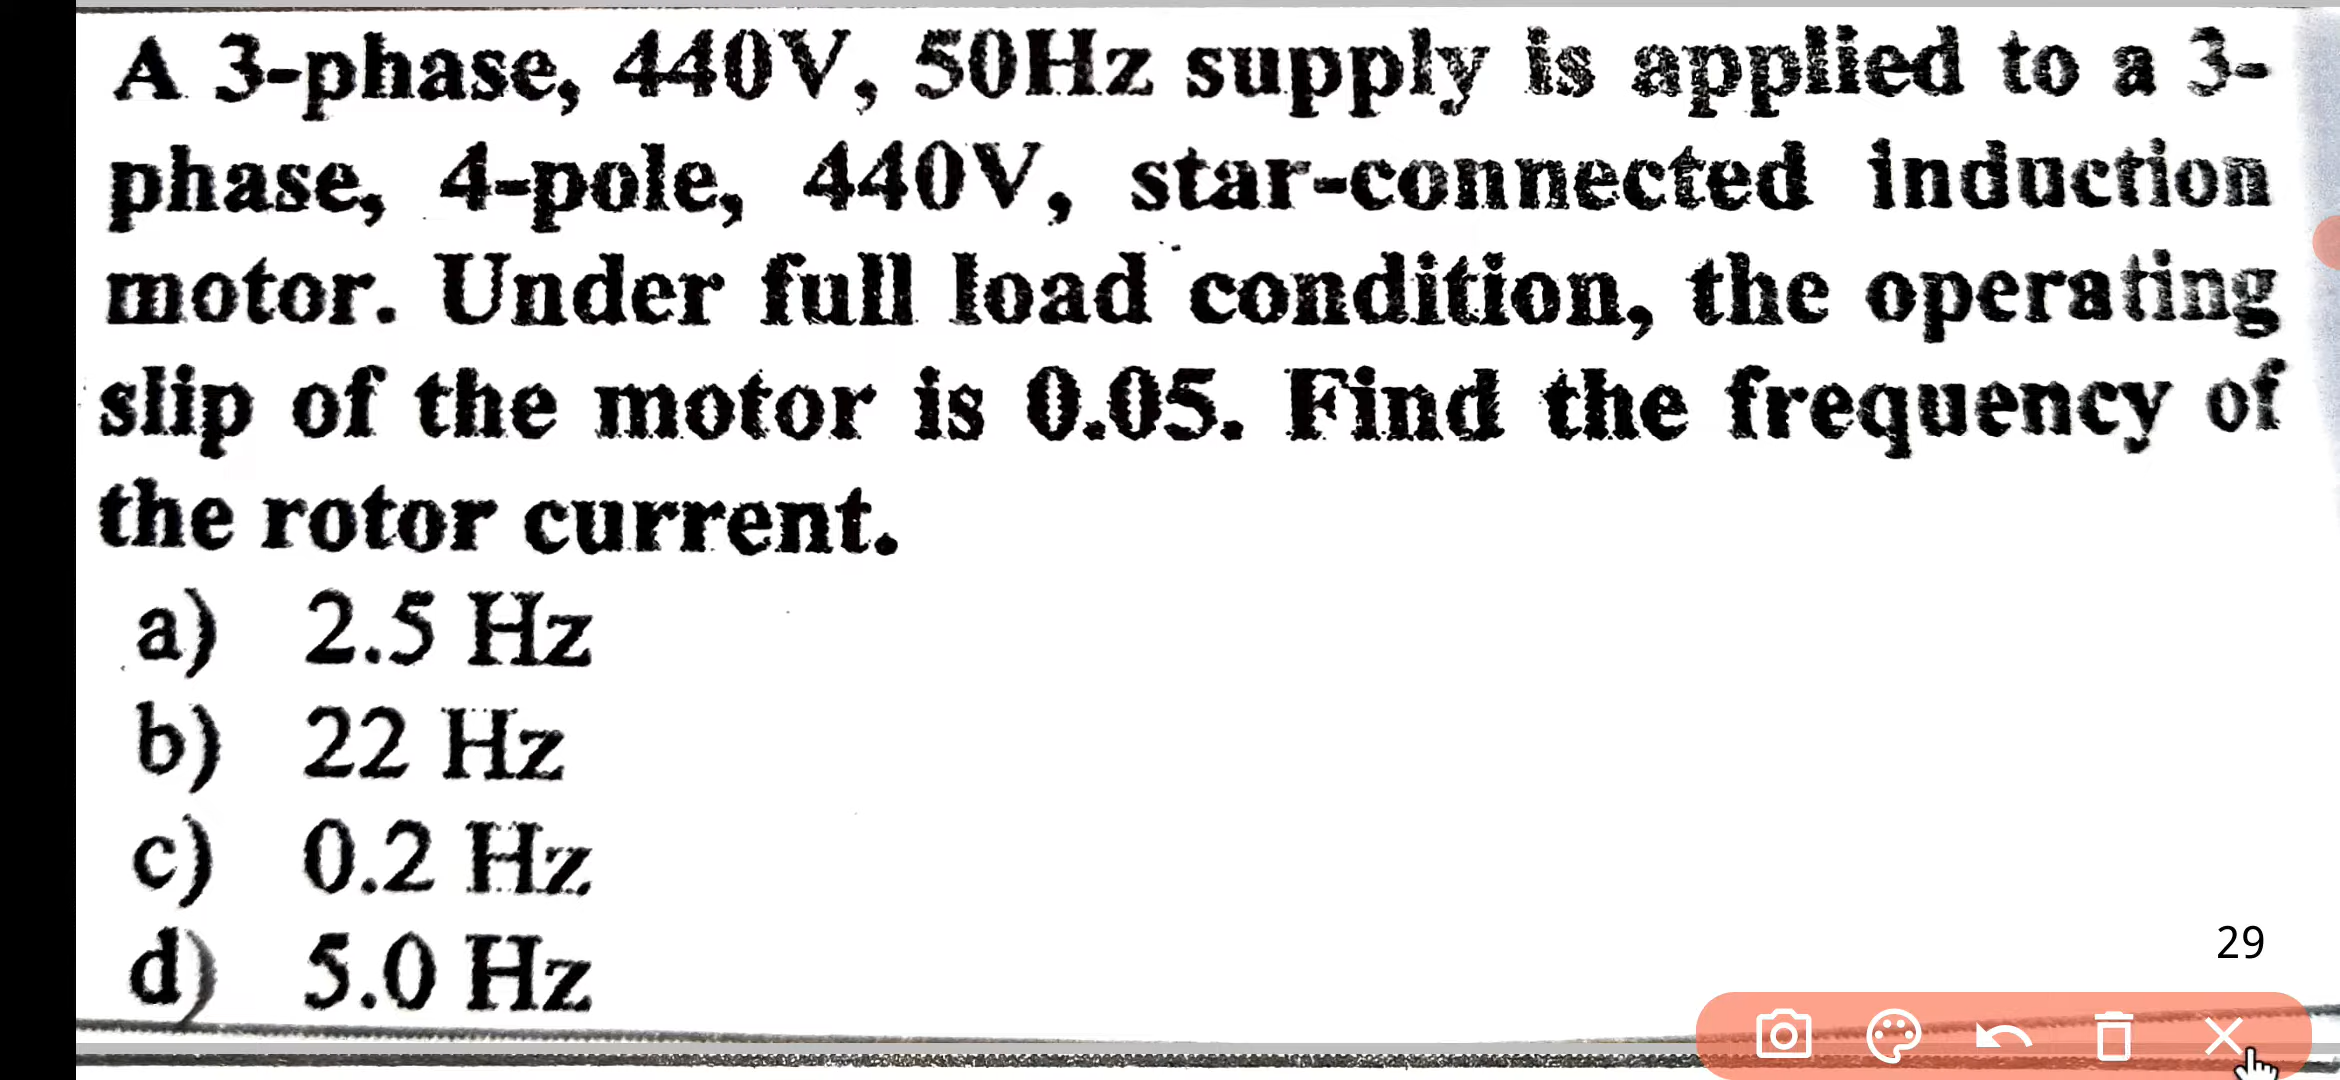 A 3-phase, 440V, 50Hz supply is applied to a 3-
phase, 4-pole, 440V, star-connected induction
motor. Under full load condition, the operating
slip of the motor is 0.05. Find the frequency of
the rotor current.
a) 2.5 Hz
b) 22 Hz
c) 0.2 Hz
d) 5.0 Hz
29